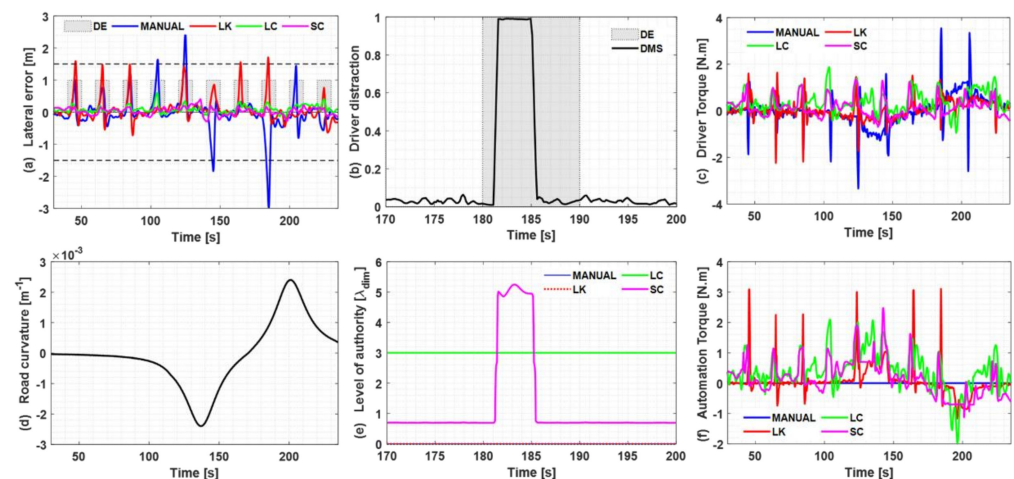 DE MANUAL LK LC SC
(a) Lateral error [m]
3
2
1
0
-1
-2
-3
50 100 150 200
Time [s]
DE
DMS
(b) Driver distraction
1
0.8
0.6
0.4
0.2
0
170 175 180 185 190 195 200
Time [s]
MANUAL LK
LC SC
(c) Driver Torque [N.m]
4
2
0
-2
-4
50 100 150 200
Time [s]
×10⁻³
(d) Road curvature [m⁻¹]
3
2
1
0
-1
-2
-3
50 100 150 200
Time [s]
MANUAL LC
LK SC
(e) Level of authority [λdim]
6
5
4
3
2
1
0
170 175 180 185 190 195 200
Time [s]
(f) Automation Torque [N.m]
4
3
2
1
0
-1
-2
MANUAL LC
LK SC
50 100 150 200
Time [s]